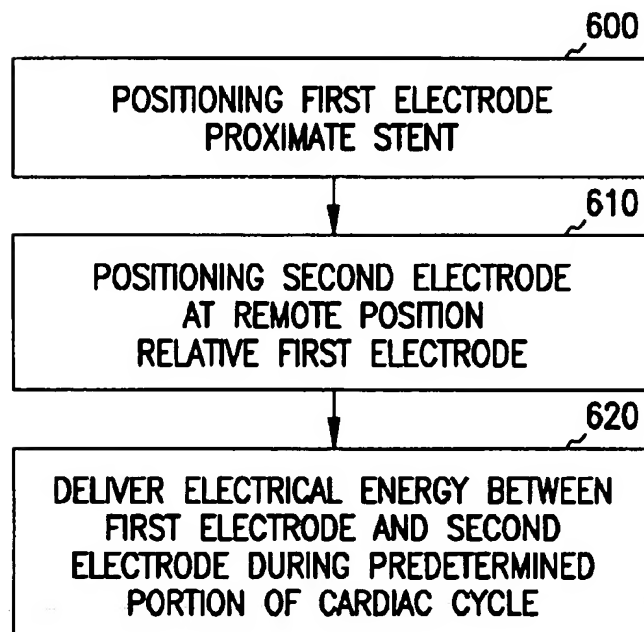 600
POSITIONING FIRST ELECTRODE
PROXIMATE STENT
610
POSITIONING SECOND ELECTRODE
AT REMOTE POSITION
RELATIVE FIRST ELECTRODE
620
DELIVER ELECTRICAL ENERGY BETWEEN
FIRST ELECTRODE AND SECOND
ELECTRODE DURING PREDETERMINED
PORTION OF CARDIAC CYCLE